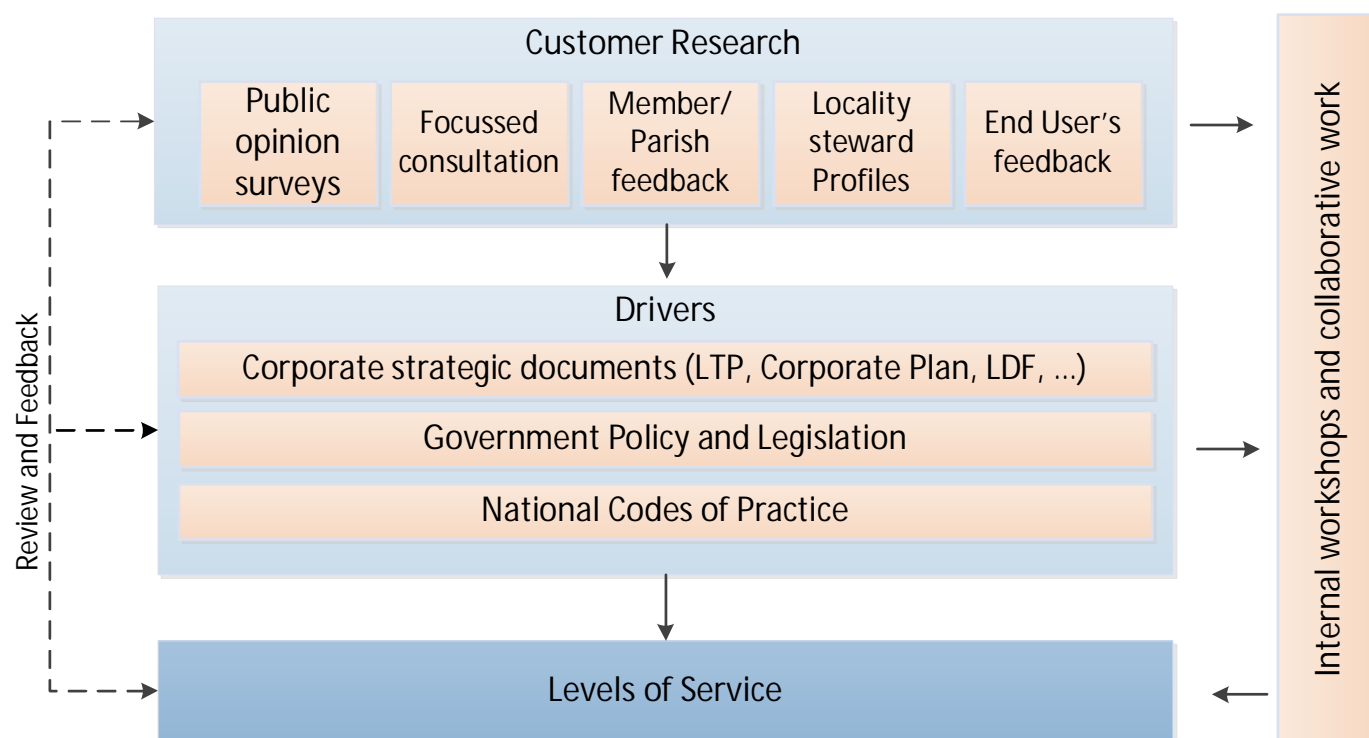 Customer Research
Public
opinion
surveys
Focussed
consultation
Member/
Parish
feedback
Locality
steward
Profiles
End User's
feedback
Drivers
Corporate strategic documents (LTP, Corporate Plan, LDF, ...)
Government Policy and Legislation
National Codes of Practice
Levels of Service
Review and Feedback
Internal workshops and collaborative work